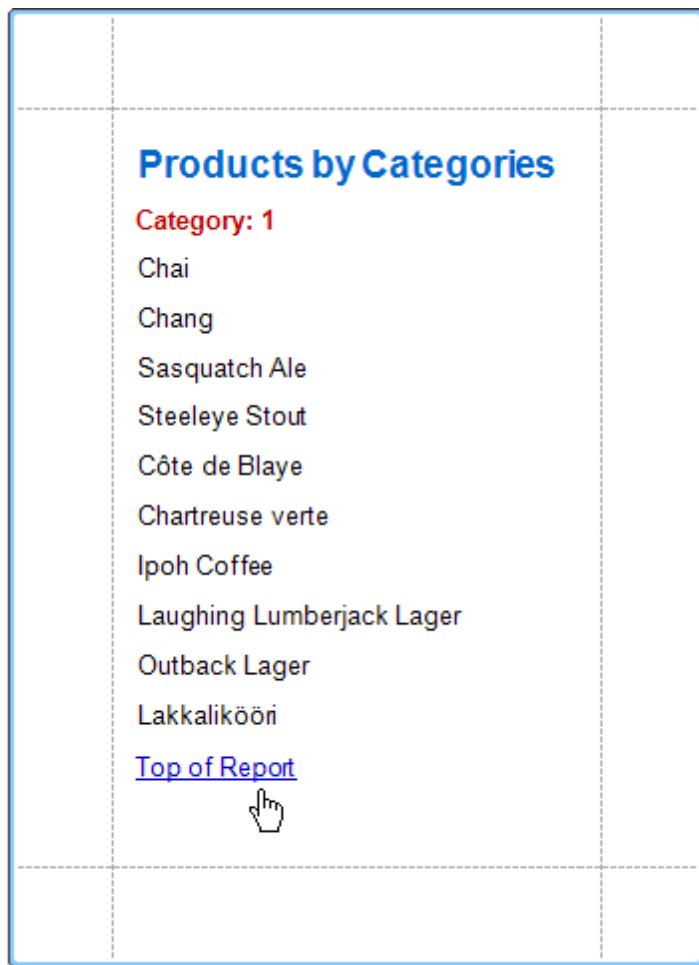 Products by Categories
Category: 1
Chai
Chang
Sasquatch Ale
Steeleye Stout
Côte de Blaye
Chartreuse verte
Ipoh Coffee
Laughing Lumberjack Lager
Outback Lager
Lakkalikööri
Top of Report